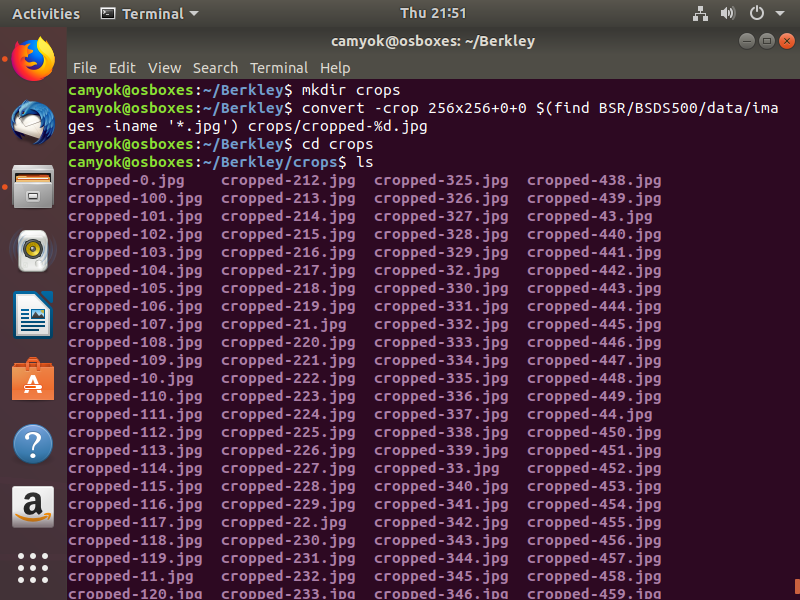 Activities Terminal Thu 21:51
camyok@osboxes: ~/Berkley
File Edit View Search Terminal Help
camyok@osboxes:~/Berkley$ mkdir crops
camyok@osboxes:~/Berkley$ convert -crop 256x256+0+0 $(find BSR/BSDS500/data/ima
ges -iname '*.jpg') crops/cropped-%d.jpg
camyok@osboxes:~/Berkley$ cd crops
camyok@osboxes:~/Berkley/crops$ ls
cropped-0.jpg cropped-212.jpg cropped-325.jpg cropped-438.jpg
cropped-100.jpg cropped-213.jpg cropped-326.jpg cropped-439.jpg
cropped-101.jpg cropped-214.jpg cropped-327.jpg cropped-43.jpg
cropped-102.jpg cropped-215.jpg cropped-328.jpg cropped-440.jpg
cropped-103.jpg cropped-216.jpg cropped-329.jpg cropped-441.jpg
cropped-104.jpg cropped-217.jpg cropped-32.jpg cropped-442.jpg
cropped-105.jpg cropped-218.jpg cropped-330.jpg cropped-443.jpg
cropped-106.jpg cropped-219.jpg cropped-331.jpg cropped-444.jpg
cropped-107.jpg cropped-21.jpg cropped-332.jpg cropped-445.jpg
cropped-108.jpg cropped-220.jpg cropped-333.jpg cropped-446.jpg
cropped-109.jpg cropped-221.jpg cropped-334.jpg cropped-447.jpg
cropped-10.jpg cropped-222.jpg cropped-335.jpg cropped-448.jpg
cropped-110.jpg cropped-223.jpg cropped-336.jpg cropped-449.jpg
cropped-111.jpg cropped-224.jpg cropped-337.jpg cropped-44.jpg
cropped-112.jpg cropped-225.jpg cropped-338.jpg cropped-450.jpg
cropped-113.jpg cropped-226.jpg cropped-339.jpg cropped-451.jpg
cropped-114.jpg cropped-227.jpg cropped-33.jpg cropped-452.jpg
cropped-115.jpg cropped-228.jpg cropped-340.jpg cropped-453.jpg
cropped-116.jpg cropped-229.jpg cropped-341.jpg cropped-454.jpg
cropped-117.jpg cropped-22.jpg cropped-342.jpg cropped-455.jpg
cropped-118.jpg cropped-230.jpg cropped-343.jpg cropped-456.jpg
cropped-119.jpg cropped-231.jpg cropped-344.jpg cropped-457.jpg
cropped-11.jpg cropped-232.jpg cropped-345.jpg cropped-458.jpg
cropped-120.jpg cropped-233.jpg cropped-346.jpg cropped-459.jpg